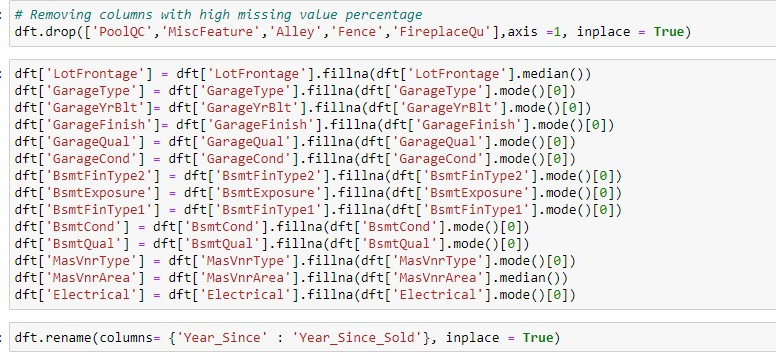 # Removing columns with high missing value percentage
dft.drop(['PoolQC','MiscFeature','Alley','Fence','FireplaceQu'],axis =1, inplace = True)
dft['LotFrontage'] = dft['LotFrontage'].fillna(dft['LotFrontage'].median())
dft['GarageType'] = dft['GarageType'].fillna(dft['GarageType'].mode()[0])
dft['GarageYrBlt']= dft['GarageYrBlt'].fillna(dft['GarageYrBlt'].mode()[0])
dft['GarageFinish']= dft['GarageFinish'].fillna(dft['GarageFinish'].mode()[0])
dft['GarageQual'] = dft['GarageQual'].fillna(dft['GarageQual'].mode()[0])
dft['GarageCond'] = dft['GarageCond'].fillna(dft['GarageCond'].mode()[0])
dft['BsmtFinType2'] = dft['BsmtFinType2'].fillna(dft['BsmtFinType2'].mode()[0])
dft['BsmtExposure'] = dft['BsmtExposure'].fillna(dft['BsmtExposure'].mode()[0])
dft['BsmtFinType1'] = dft['BsmtFinType1'].fillna(dft['BsmtFinType1'].mode()[0])
dft['BsmtCond'] = dft['BsmtCond'].fillna(dft['BsmtCond'].mode()[0])
dft['BsmtQual'] = dft['BsmtQual'].fillna(dft['BsmtQual'].mode()[0])
dft['MasVnrType'] = dft['MasVnrType'].fillna(dft['MasVnrType'].mode()[0])
dft['MasVnrArea'] = dft['MasVnrArea'].fillna(dft['MasVnrArea'].median())
dft['Electrical'] = dft['Electrical'].fillna(dft['Electrical'].mode()[0])
dft.rename(columns= {'Year_Since' : 'Year_Since_Sold'}, inplace = True)